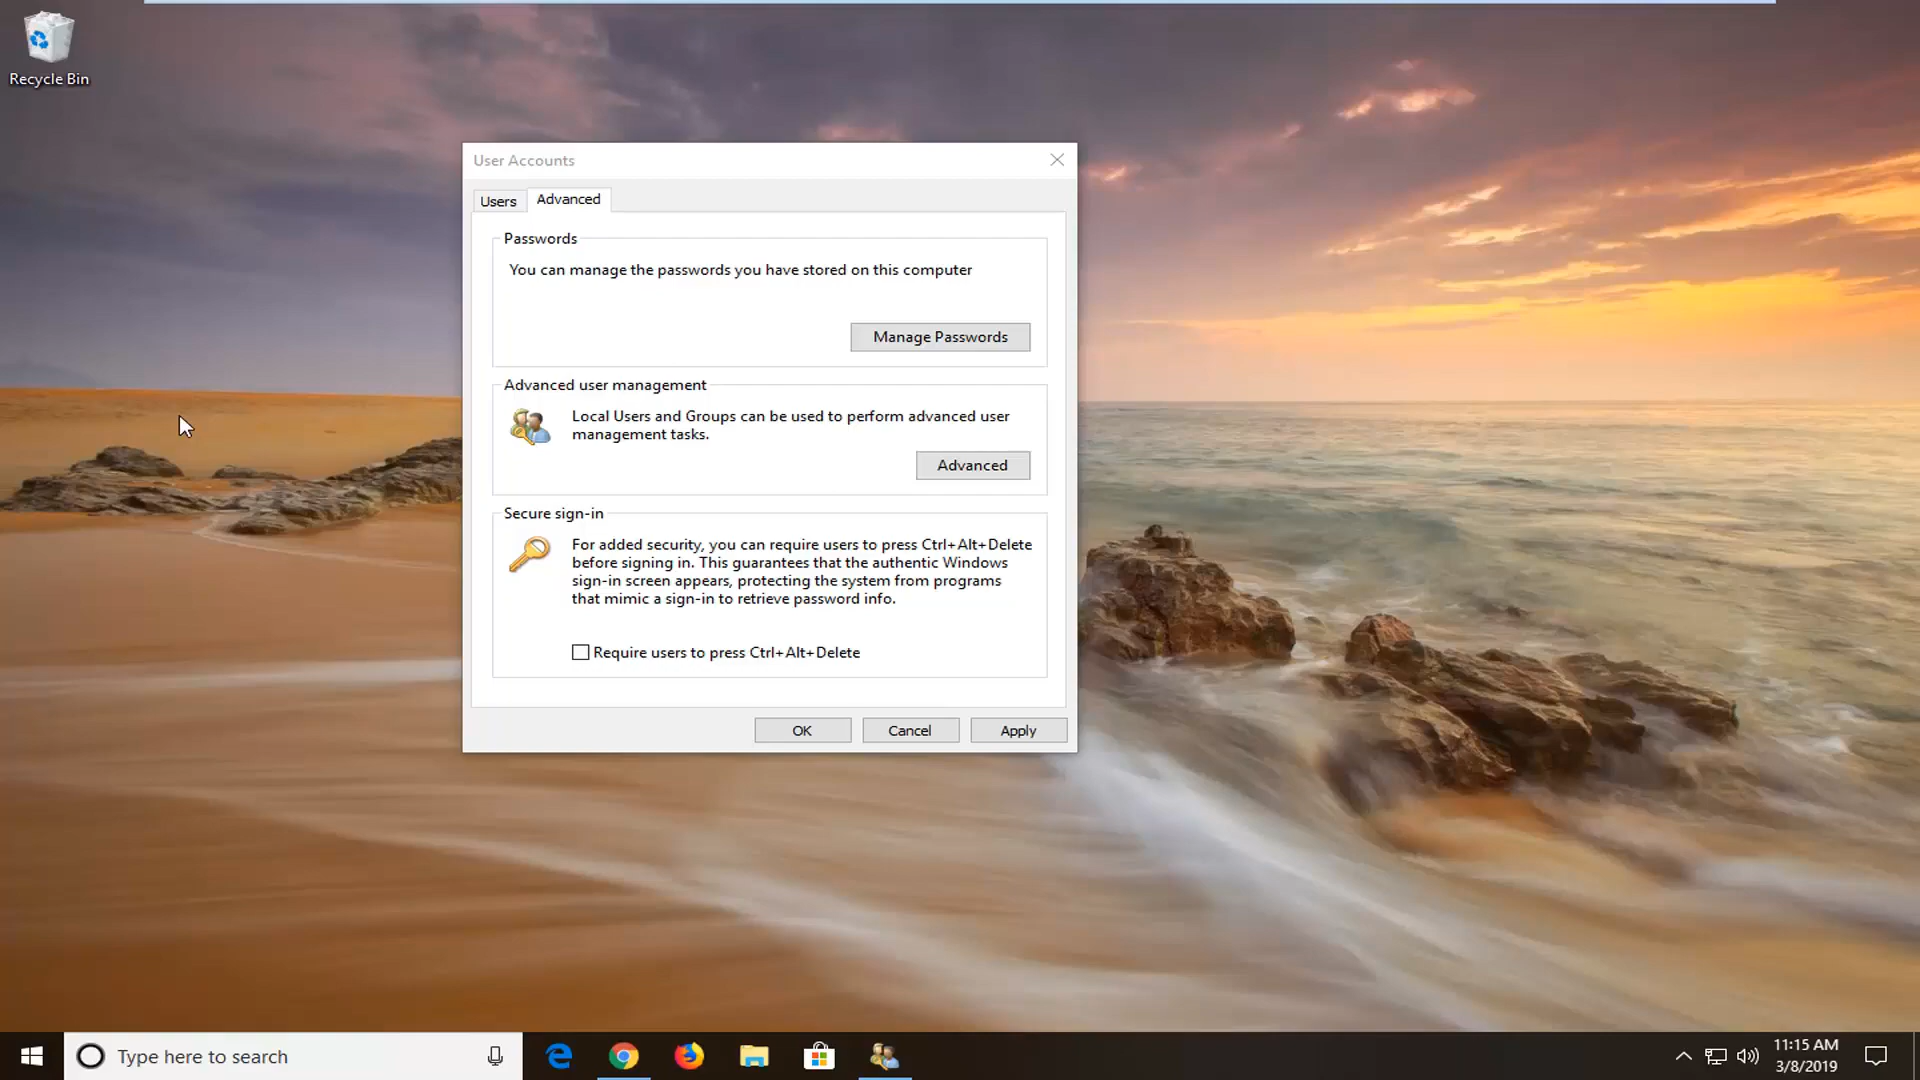 Recycle Bin
User Accounts
Users
Advanced
Passwords
You can manage the passwords you have stored on this computer
Manage Passwords
Advanced user management
Local Users and Groups can be used to perform advanced user
management tasks.
Advanced
Secure sign-in
For added security, you can require users to press Ctrl+Alt+Delete
before signing in. This guarantees that the authentic Windows
sign-in screen appears, protecting the system from programs
that mimic a sign-in to retrieve password info.
Require users to press Ctrl+Alt+Delete
OK
Cancel
Apply
Type here to search
11:15 AM
3/8/2019